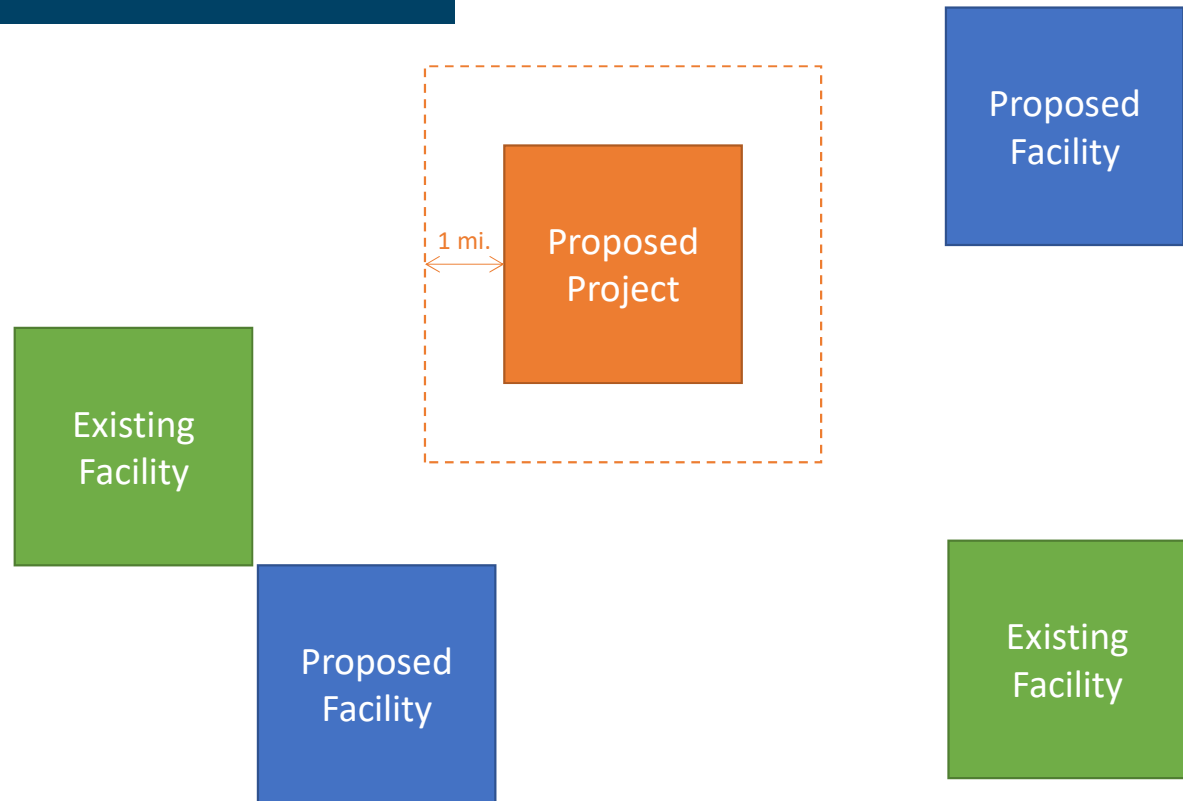 Proposed
Facility
1 mi.
Proposed
Project
Existing
Facility
Proposed
Facility
Existing
Facility